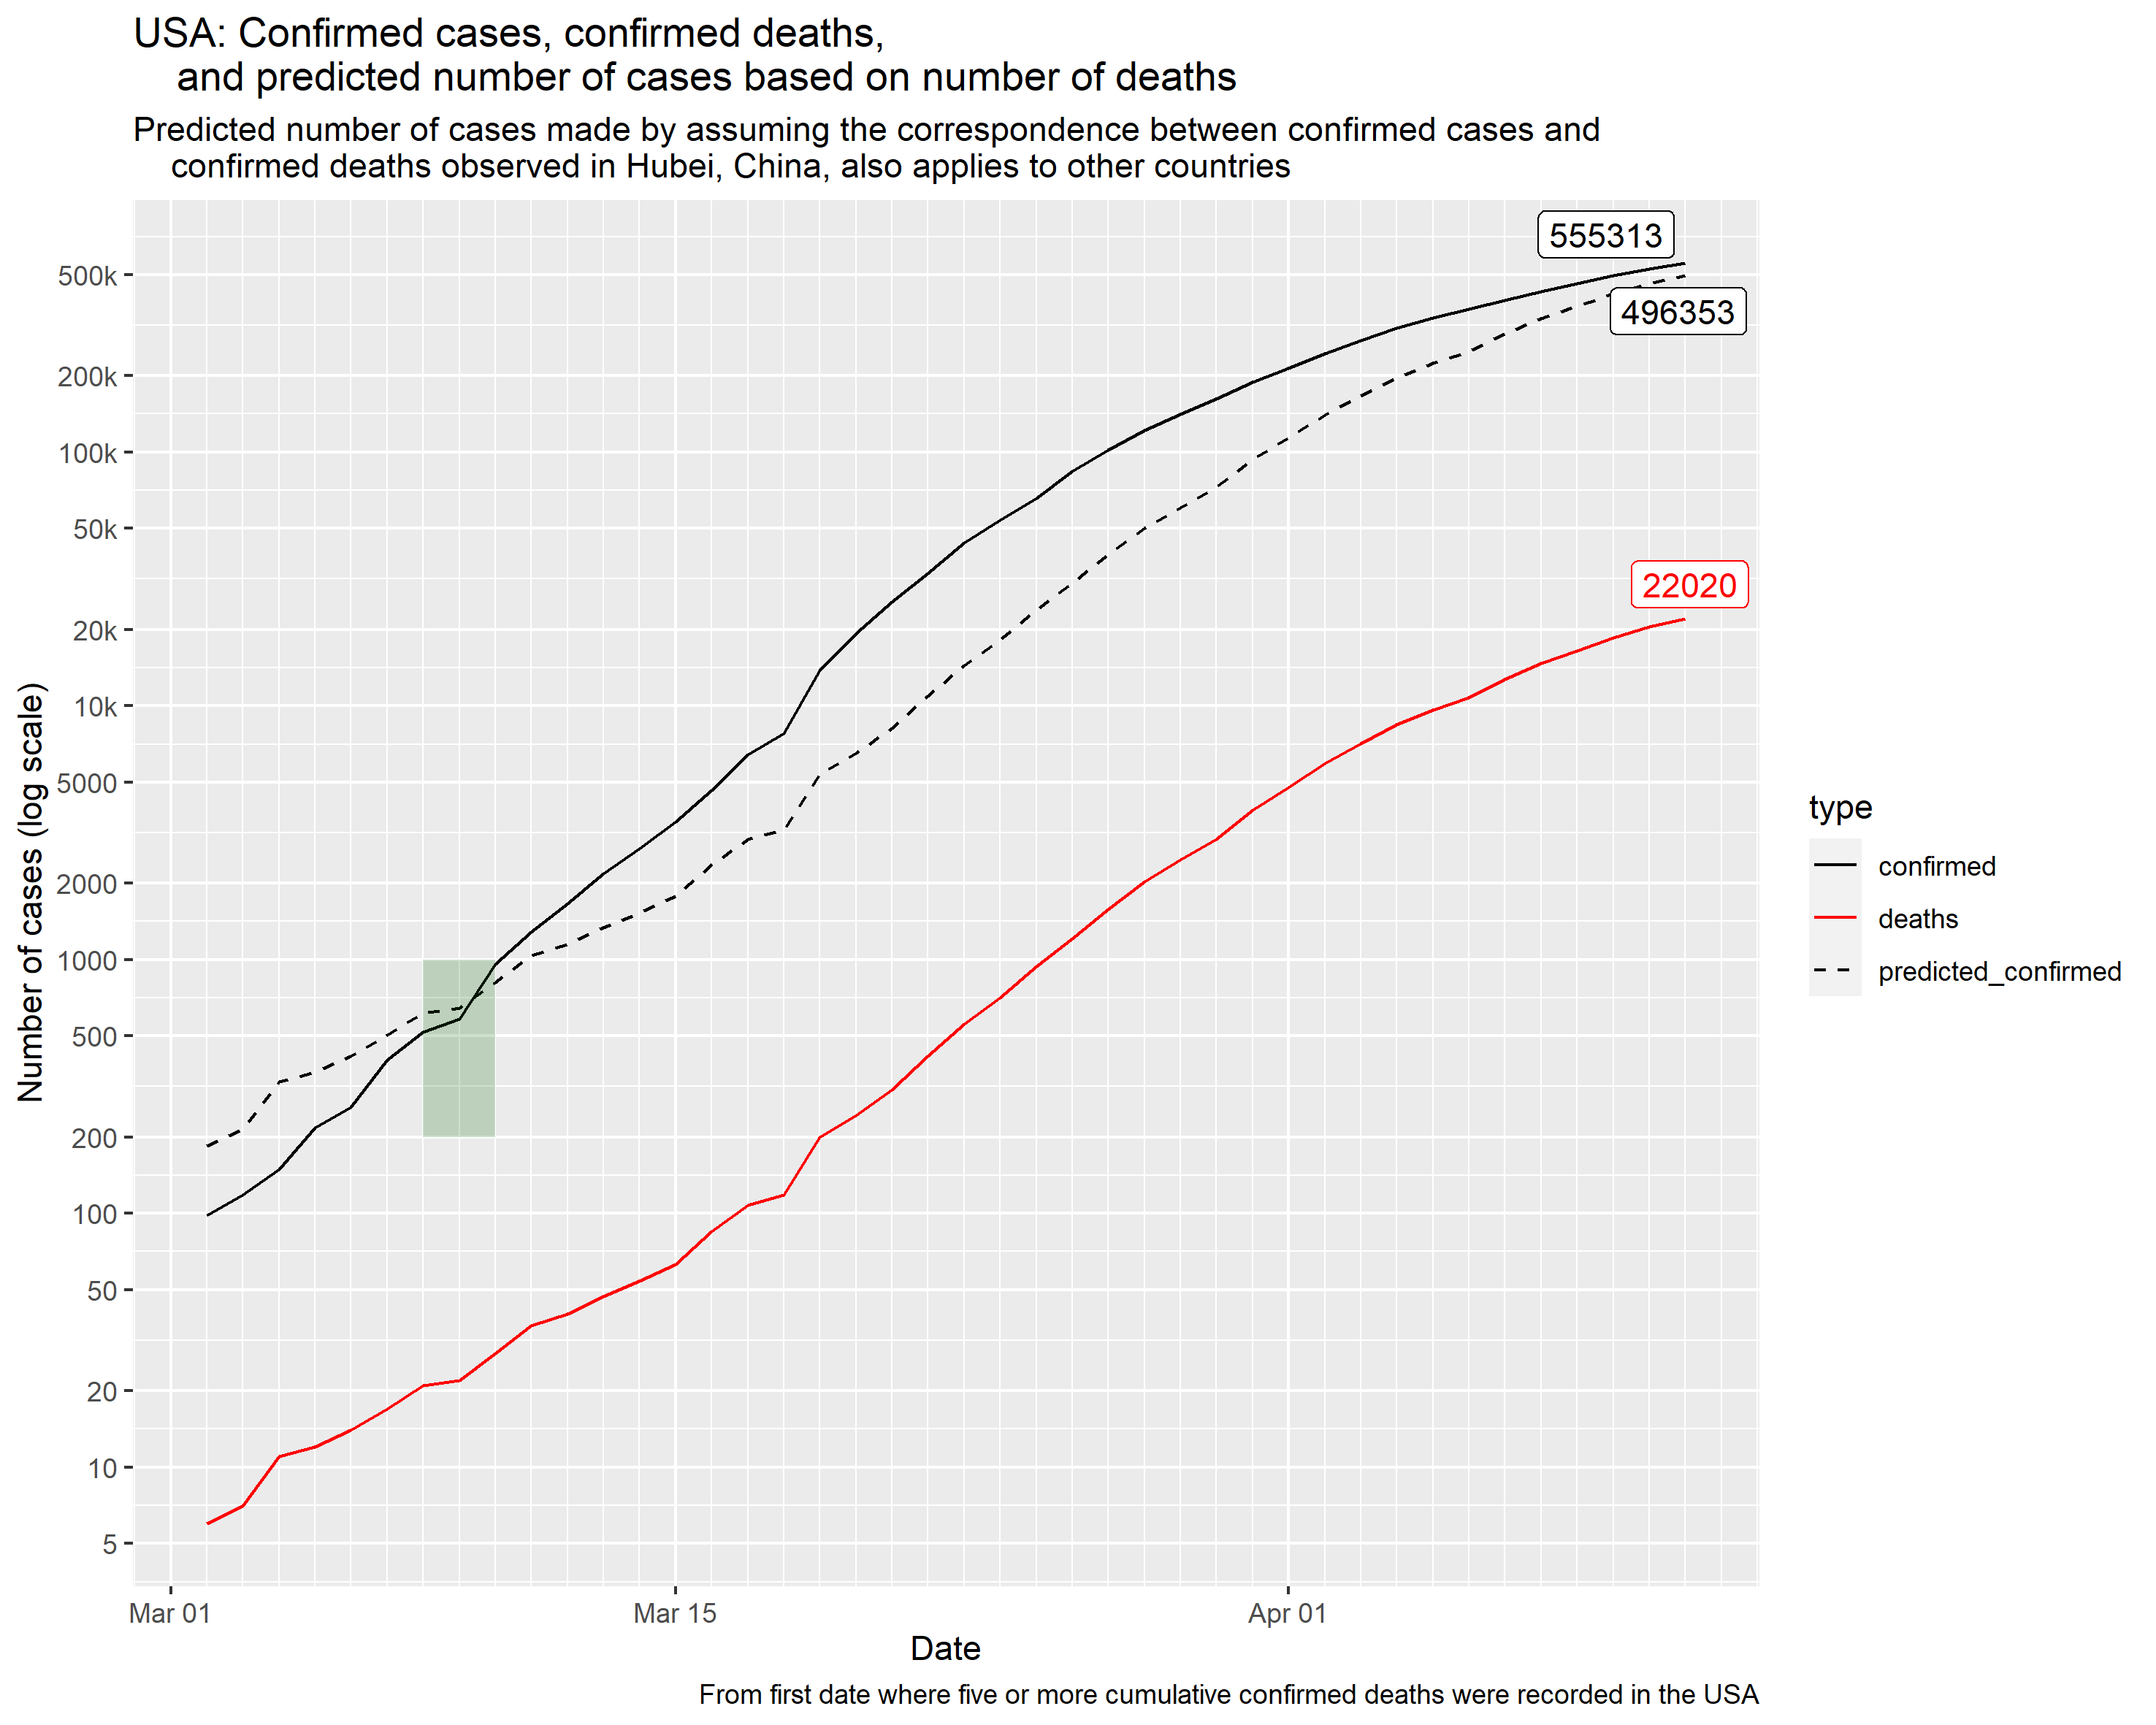 USA: Confirmed cases, confirmed deaths,
and predicted number of cases based on number of deaths
Predicted number of cases made by assuming the correspondence between confirmed cases and
confirmed deaths observed in Hubei, China, also applies to other countries
555313
496353
22020
500k
200k
100k
50k
20k
10k
5000
2000
1000
500
200
100
50
20
10
5
Number of cases (log scale)
Mar 01
Mar 15
Apr 01
Date
type
confirmed
deaths
predicted_confirmed
From first date where five or more cumulative confirmed deaths were recorded in the USA